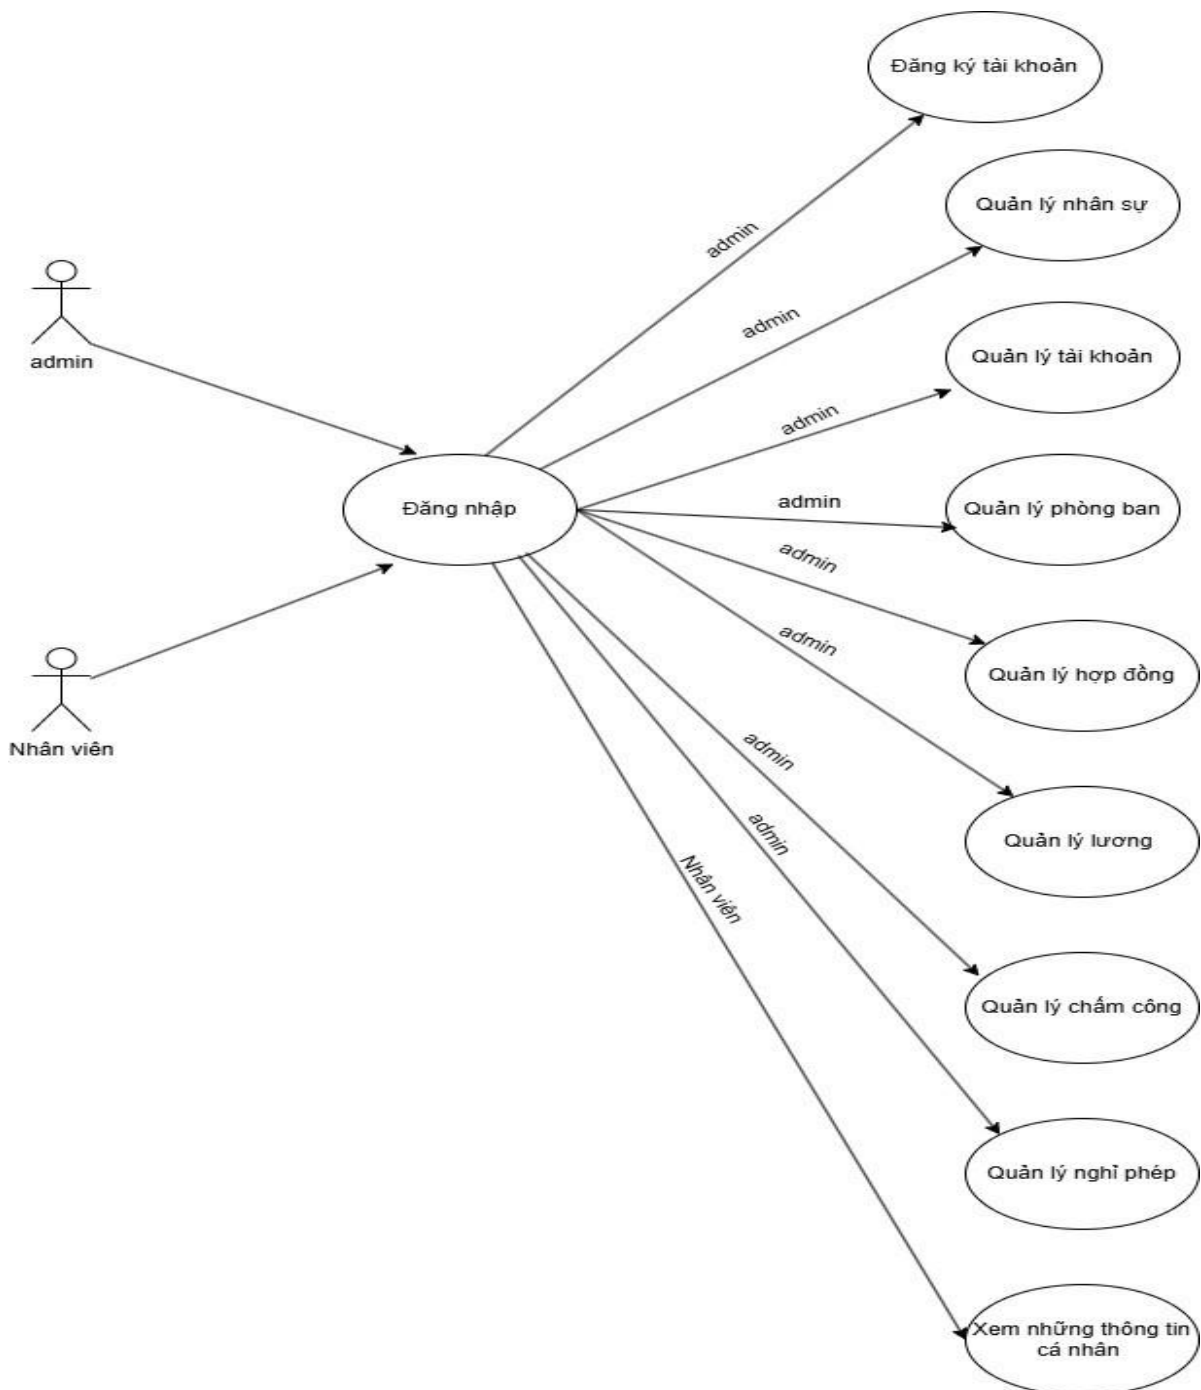 Đăng ký tài khoản
Quản lý nhân sự
admin
admin
admin
Quản lý tài khoản
admin
Đăng nhập
admin
Quản lý phòng ban
admin
admin
Quản lý hợp đồng
Nhân viên
admin
admin
Quản lý lương
Nhân viên
Quản lý chấm công
Quản lý nghỉ phép
Xem những thông tin
cá nhân